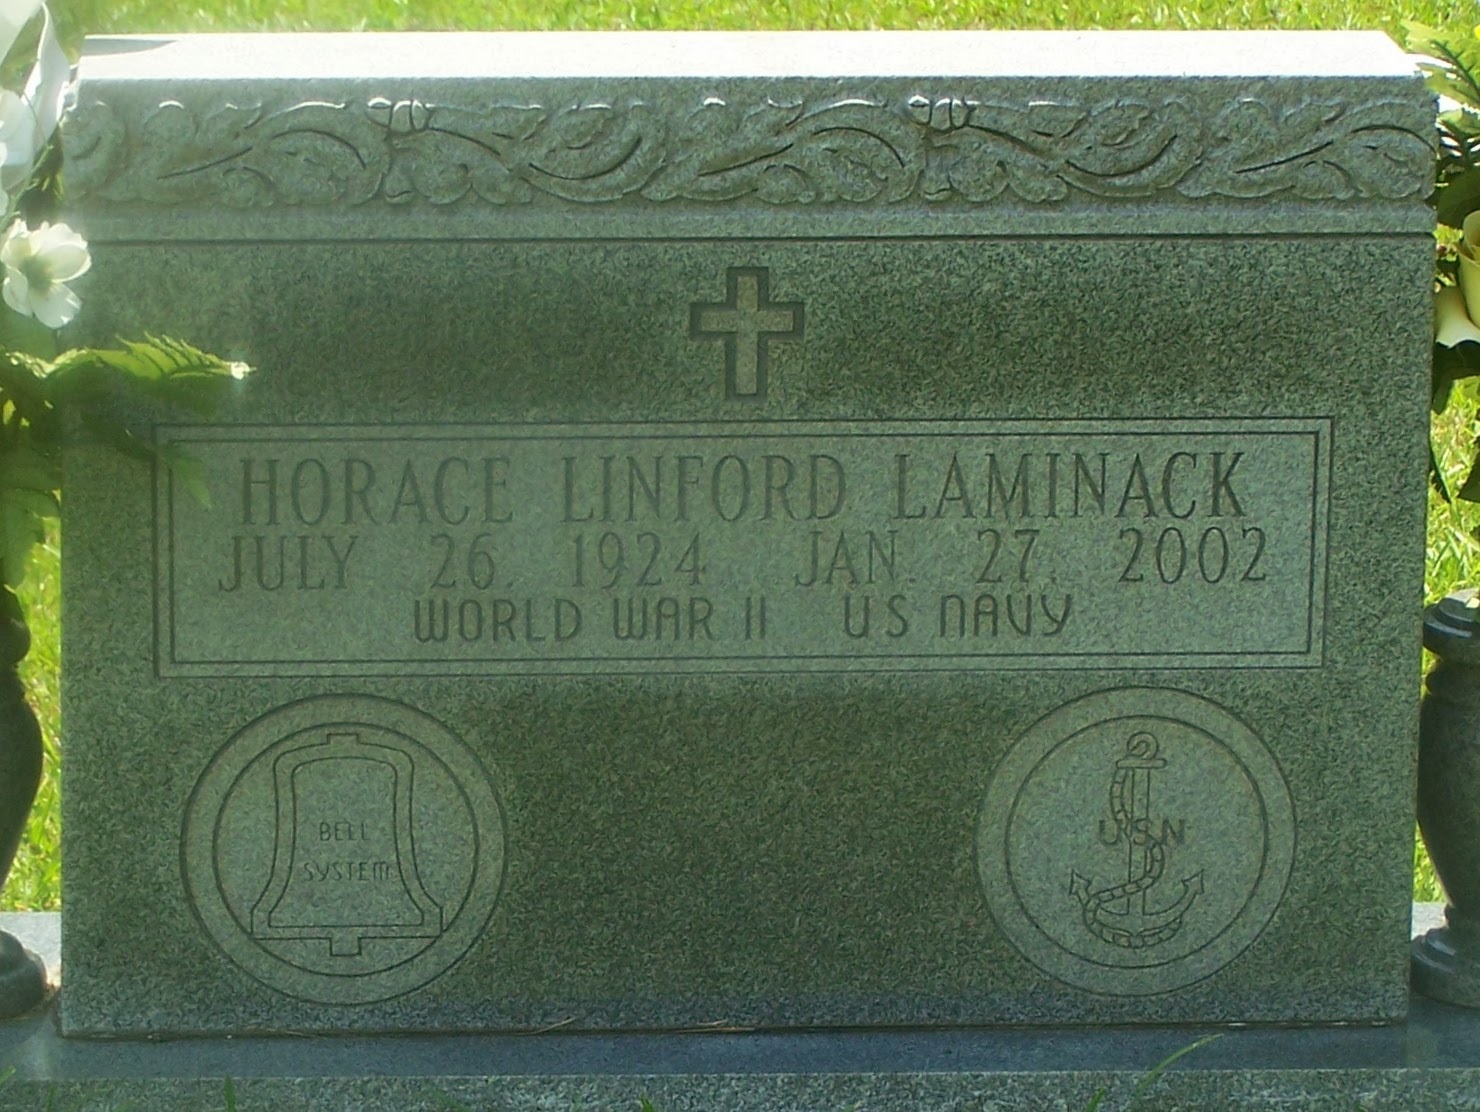 HORACE LINFORD LAMINACK
JULY 26, 1924 JAN. 27, 2002
WORLD WAR II US NAVY
BELL
SYSTEM
USN